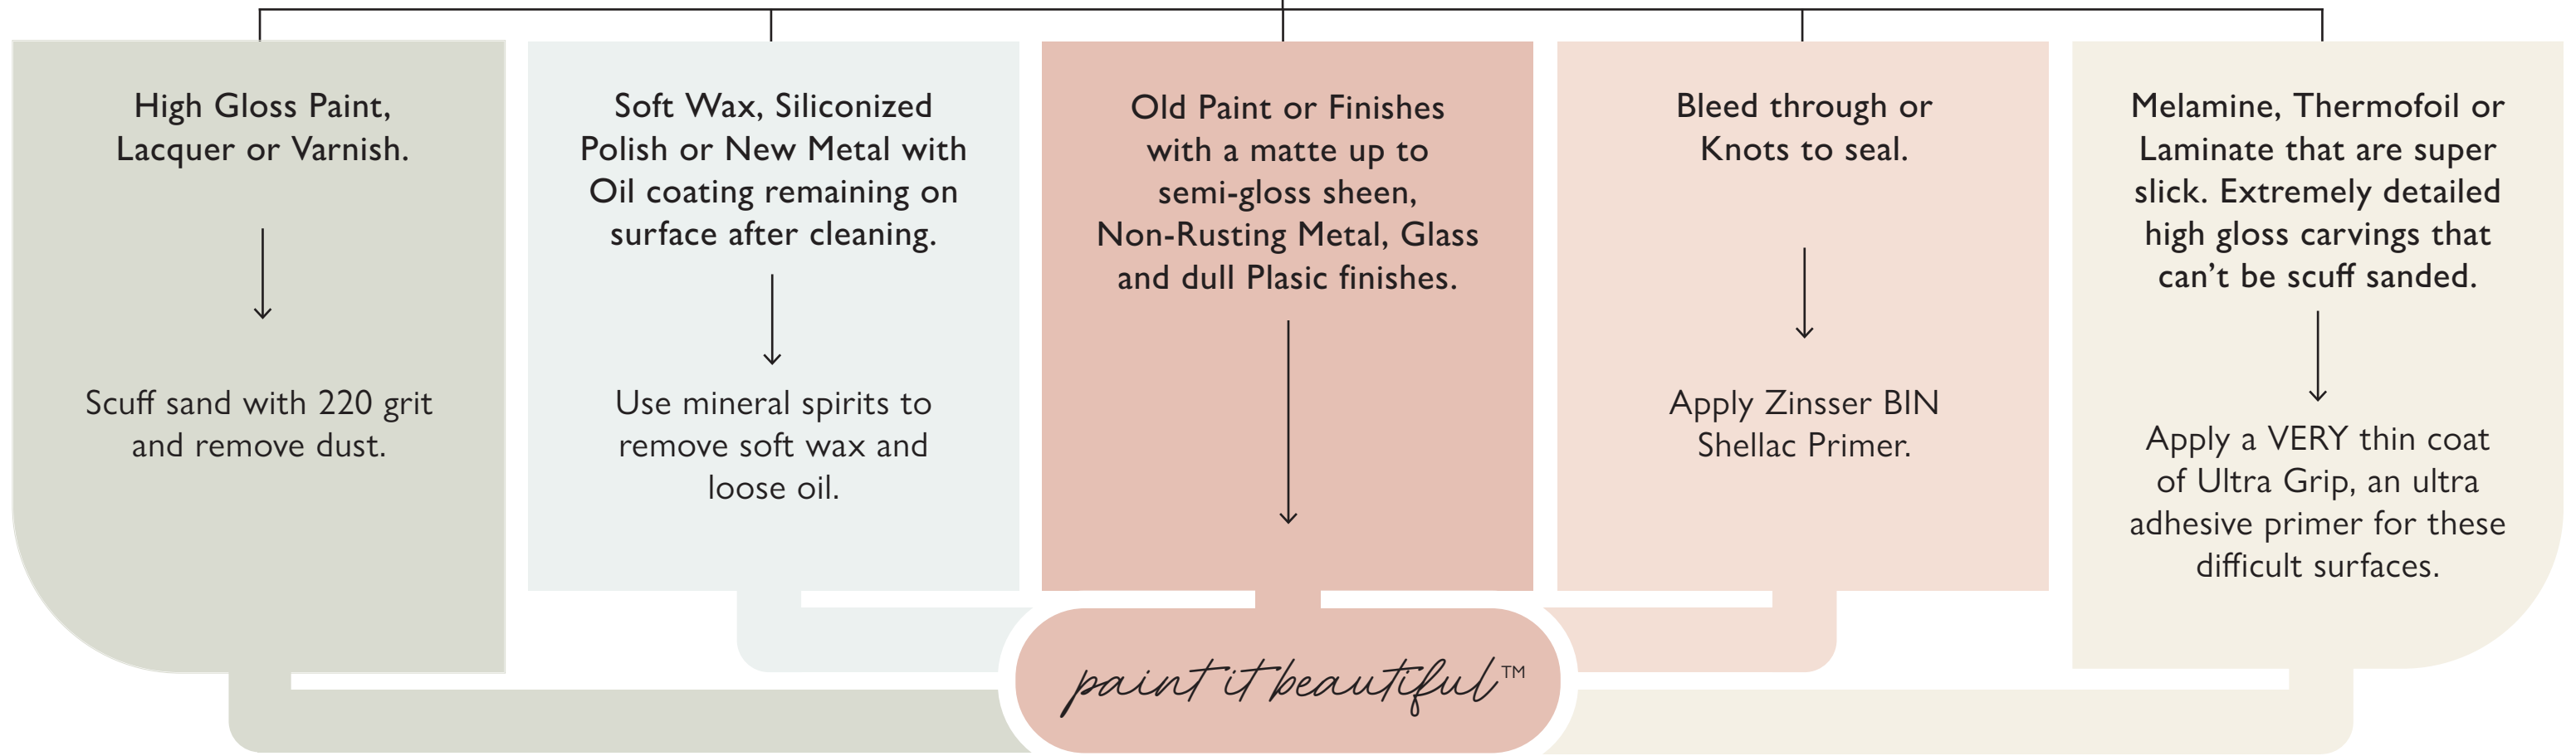 High Gloss Paint,
Lacquer or Varnish.
Scuff sand with 220 grit
and remove dust.
Soft Wax, Siliconized
Polish or New Metal with
Oil coating remaining on
surface after cleaning.
Use mineral spirits to
remove soft wax and
loose oil.
Old Paint or Finishes
with a matte up to
semi-gloss sheen,
Non-Rusting Metal, Glass
and dull Plasic finishes.
Bleed through or
Knots to seal.
Apply Zinsser BIN
Shellac Primer.
Melamine, Thermofoil or
Laminate that are super
slick. Extremely detailed
high gloss carvings that
can’t be scuff sanded.
Apply a VERY thin coat
of Ultra Grip, an ultra
adhesive primer for these
difficult surfaces.
paint it beautiful™